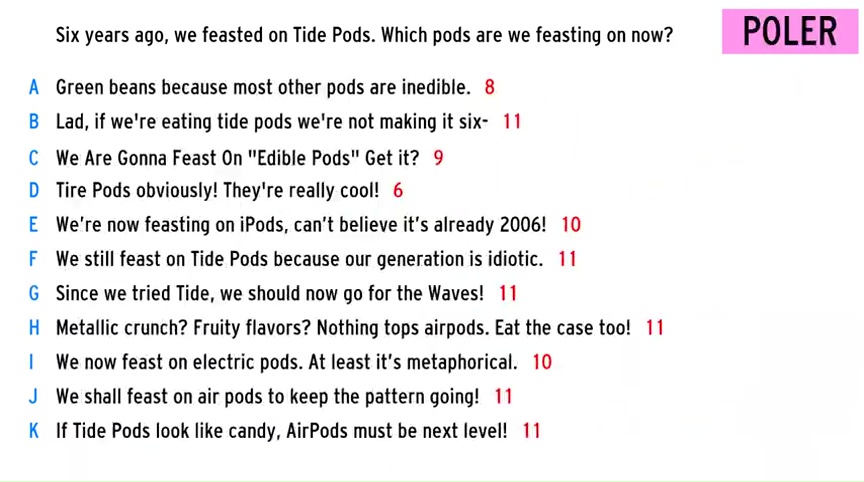 Six years ago, we feasted on Tide Pods. Which pods are we feasting on now?
POLER
A Green beans because most other pods are inedible. 8
B Lad, if we're eating tide pods we're not making it six- 11
C We Are Gonna Feast On "Edible Pods" Get it? 9
D Tire Pods obviously! They're really cool! 6
E We’re now feasting on iPods, can’t believe it’s already 2006! 10
F We still feast on Tide Pods because our generation is idiotic. 11
G Since we tried Tide, we should now go for the Waves! 11
H Metallic crunch? Fruity flavors? Nothing tops airpods. Eat the case too! 11
I We now feast on electric pods. At least it’s metaphorical. 10
J We shall feast on air pods to keep the pattern going! 11
K If Tide Pods look like candy, AirPods must be next level! 11